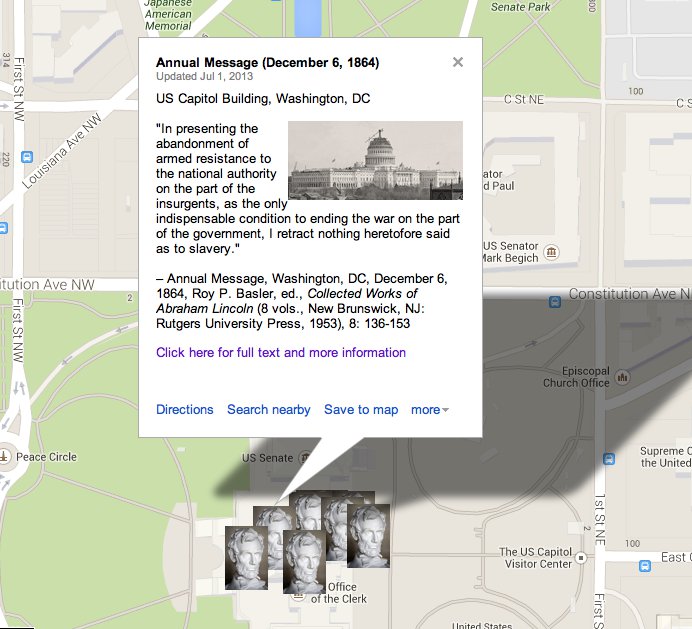 Japanese
American
Memorial
Senate Park
Annual Message (December 6, 1864)
Updated Jul 1, 2013
US Capitol Building, Washington, DC
"In presenting the
abandonment of
armed resistance to
the national authority
on the part of the
insurgents, as the only
indispensable condition to ending the war on the part
of the government, I retract nothing heretofore said
as to slavery."
– Annual Message, Washington, DC, December 6,
1864, Roy P. Basler, ed., Collected Works of
Abraham Lincoln (8 vols., New Brunswick, NJ:
Rutgers University Press, 1953), 8: 136-153
Click here for full text and more information
Directions Search nearby Save to map more
First St NW
314
220
Louisiana Ave NW
100
C St NE
C S
ator
d Paul
US Senator
Mark Begich
itution Ave NW
Constitution Ave N
First St NW
Episcopal
Church Office
Peace Circle
US Senate
Supreme C
the United
1st St NE
2
100
The US Capitol
Visitor Center
East C
Office
of the Clerk
First S
United States